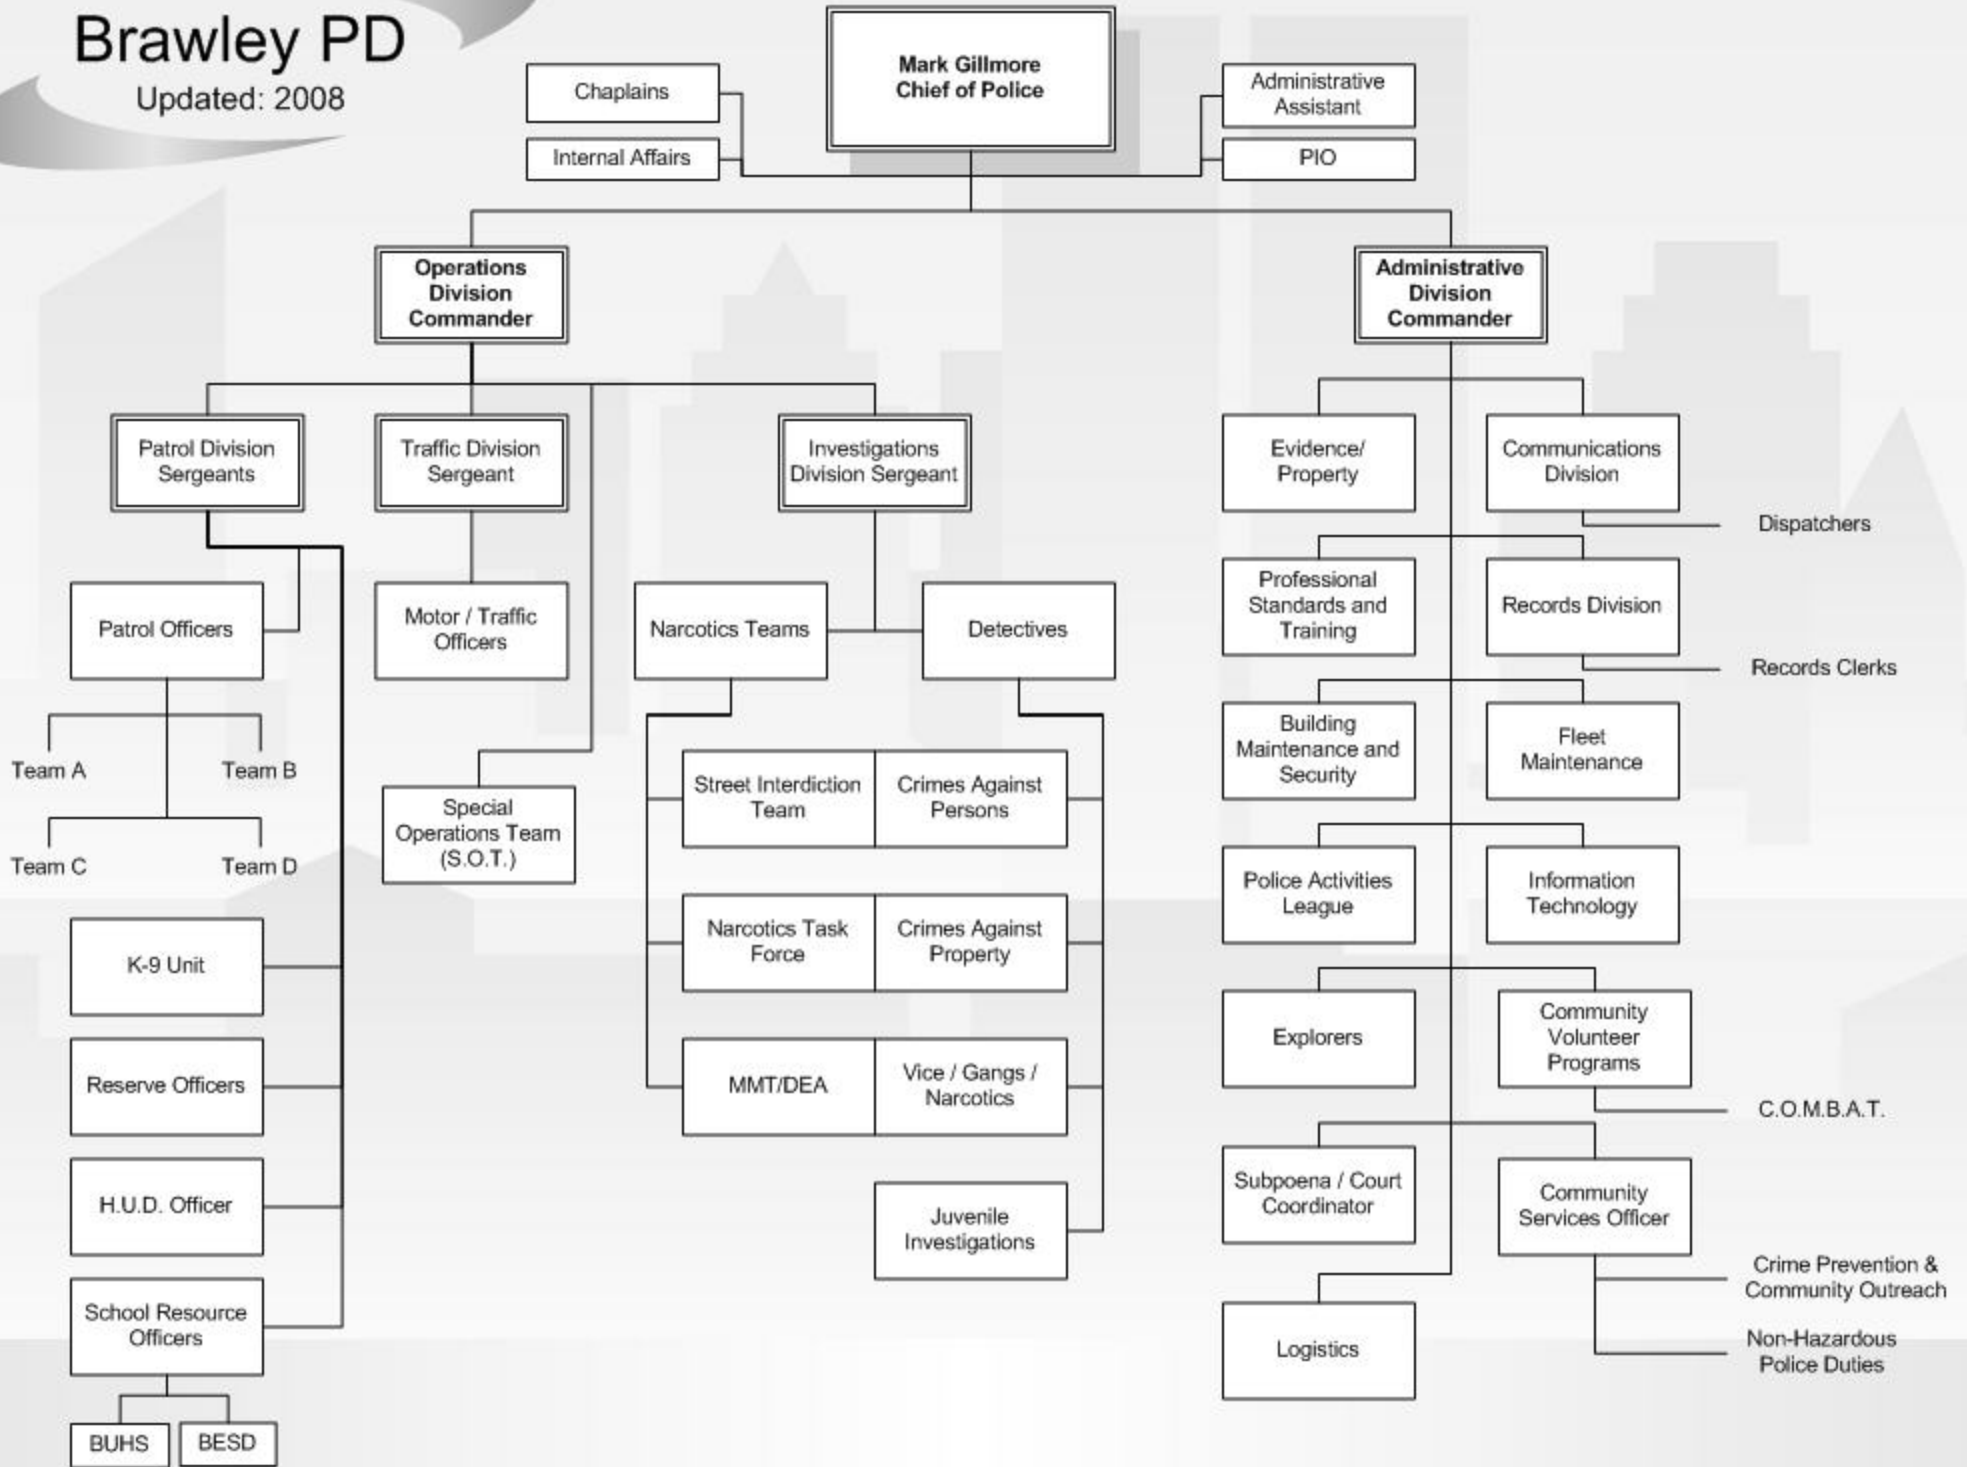 Brawley PD
Updated: 2008
Mark Gillmore
Chief of Police
Chaplains
Internal Affairs
Administrative
Assistant
PIO
Operations
Division
Commander
Administrative
Division
Commander
Patrol Division
Sergeants
Traffic Division
Sergeant
Investigations
Division Sergeant
Evidence/
Property
Communications
Division
Dispatchers
Patrol Officers
Motor / Traffic
Officers
Narcotics Teams
Detectives
Professional
Standards and
Training
Records Division
Records Clerks
Team A
Team B
Team C
Team D
Special
Operations Team
(S.O.T.)
Street Interdiction
Team
Crimes Against
Persons
Building
Maintenance and
Security
Fleet
Maintenance
Narcotics Task
Force
Crimes Against
Property
Police Activities
League
Information
Technology
K-9 Unit
Reserve Officers
MMT/DEA
Vice / Gangs /
Narcotics
Explorers
Community
Volunteer
Programs
C.O.M.B.A.T.
H.U.D. Officer
Juvenile
Investigations
Subpoena / Court
Coordinator
Community
Services Officer
Crime Prevention &
Community Outreach
Non-Hazardous
Police Duties
School Resource
Officers
Logistics
BUHS
BESD